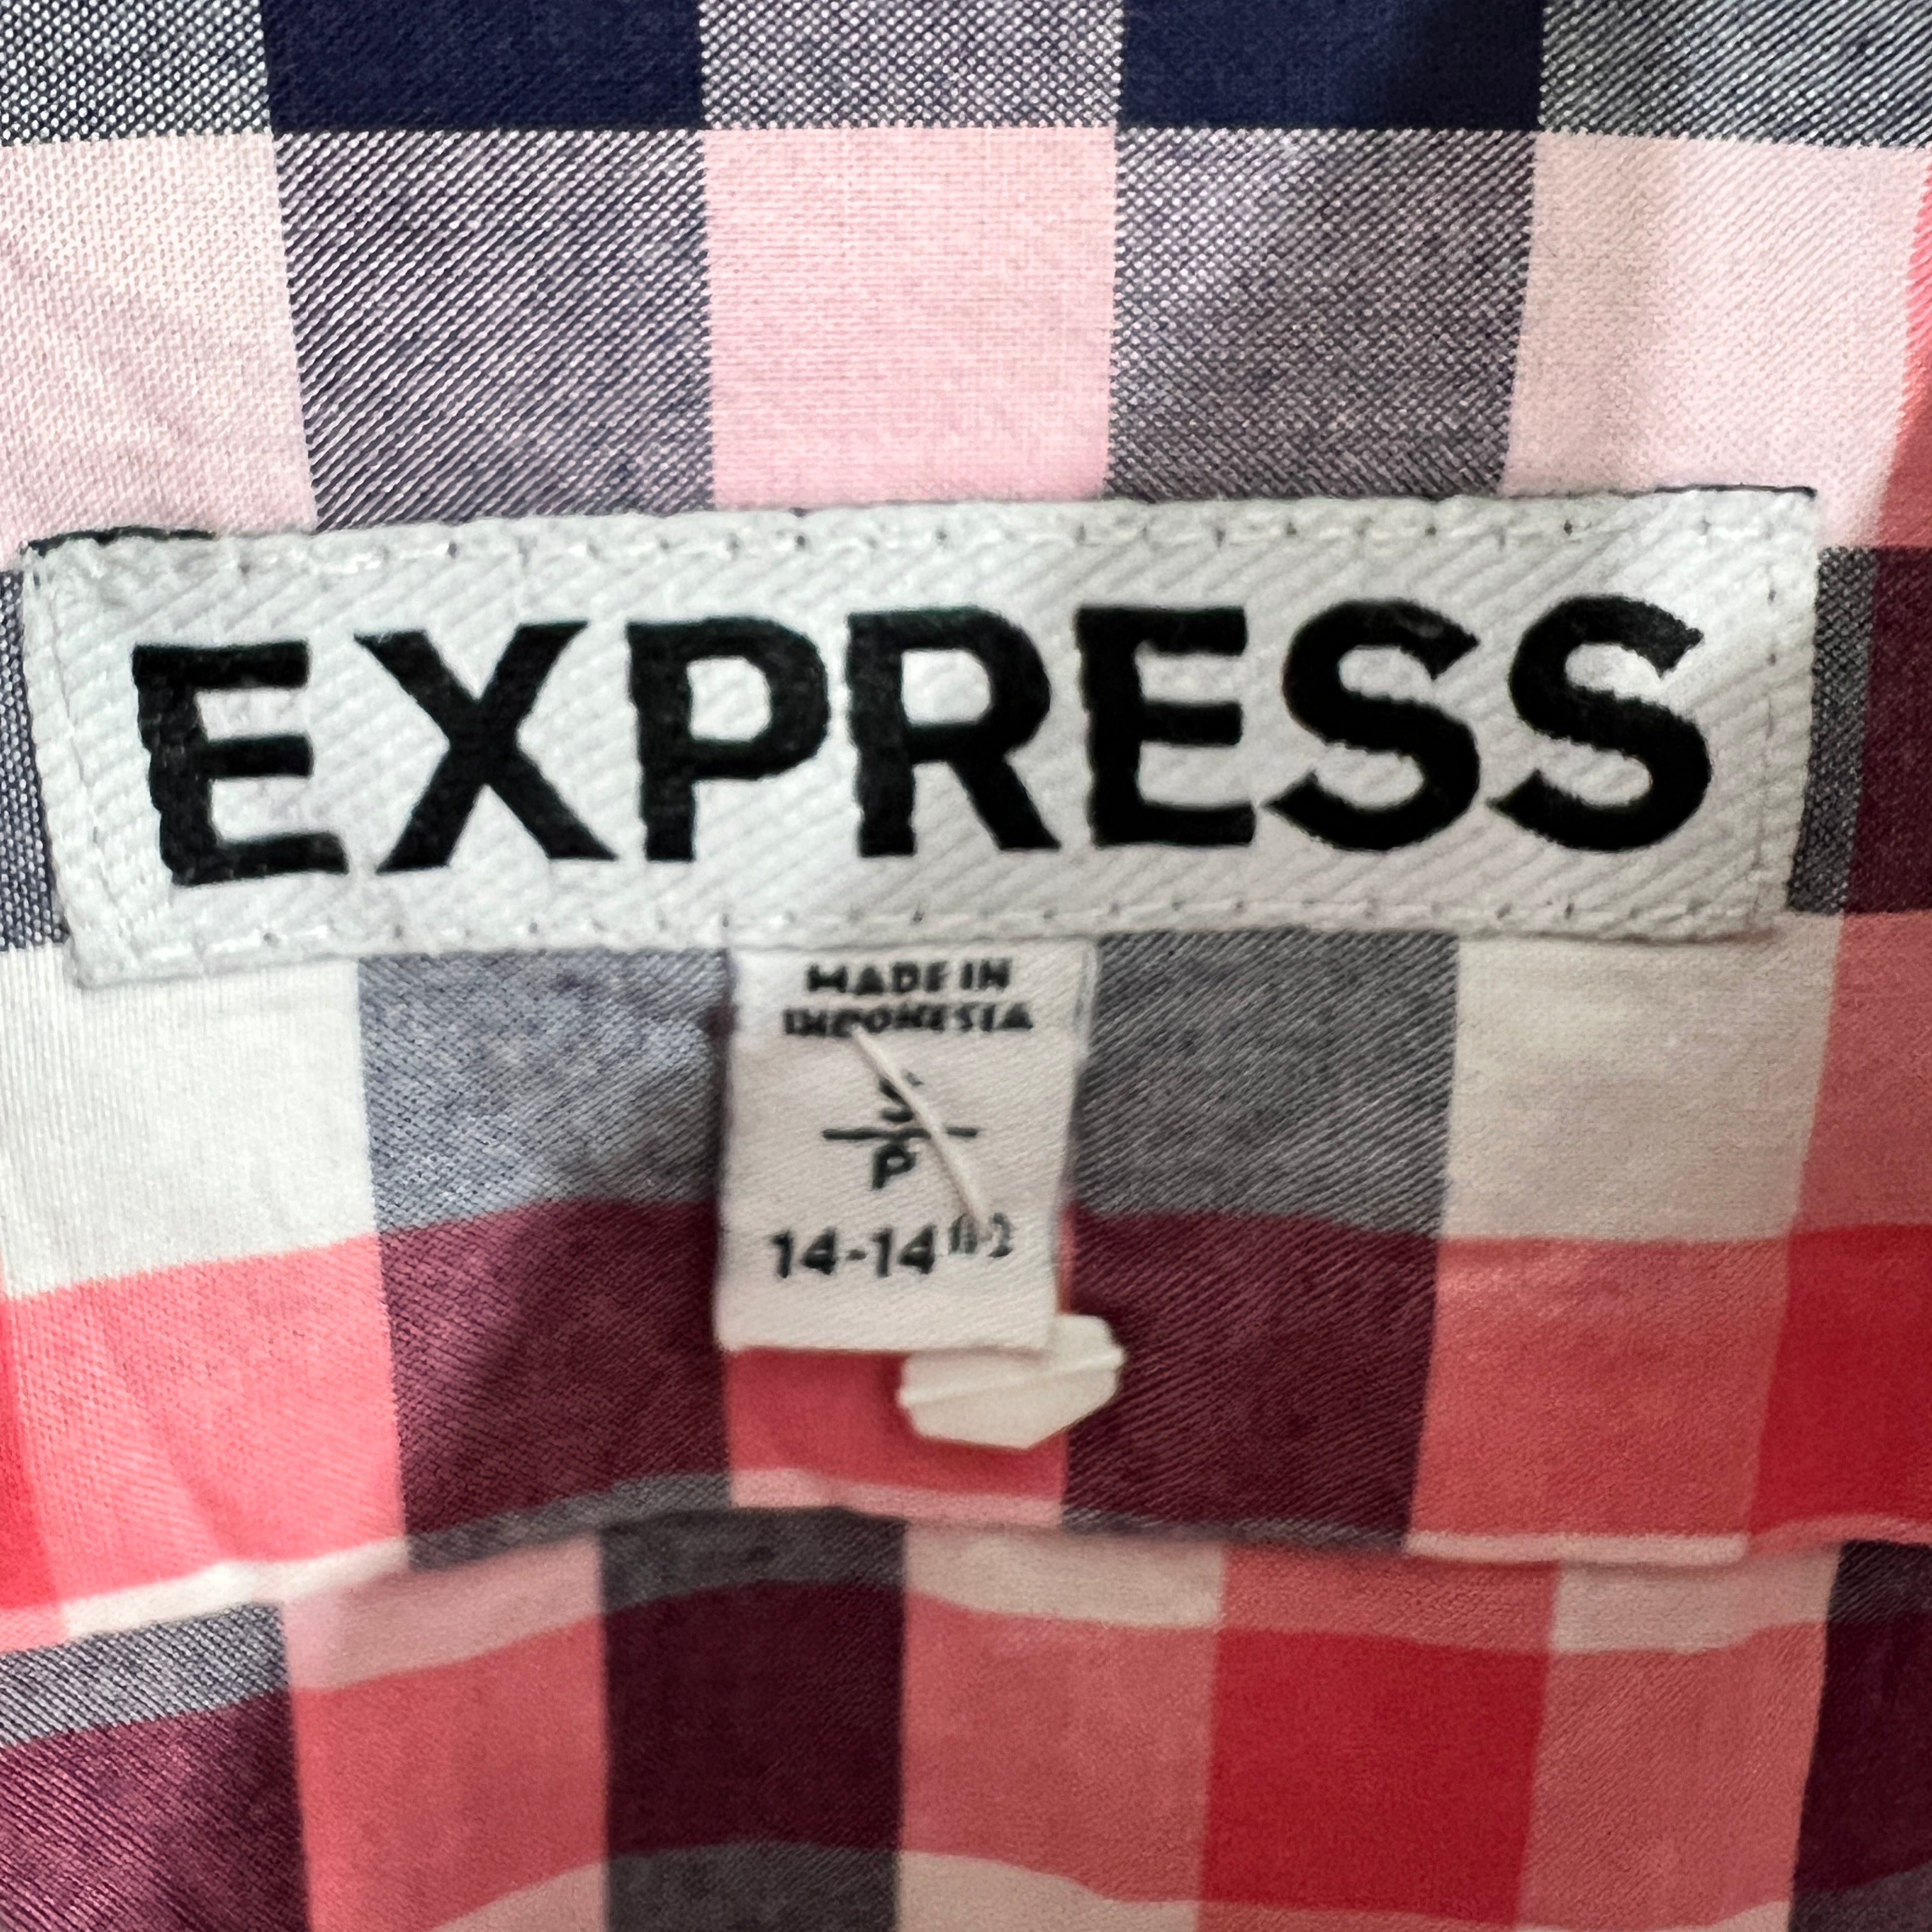 EXPRESS
MADE IN
INDONESIA
S
P
14-14 1/2